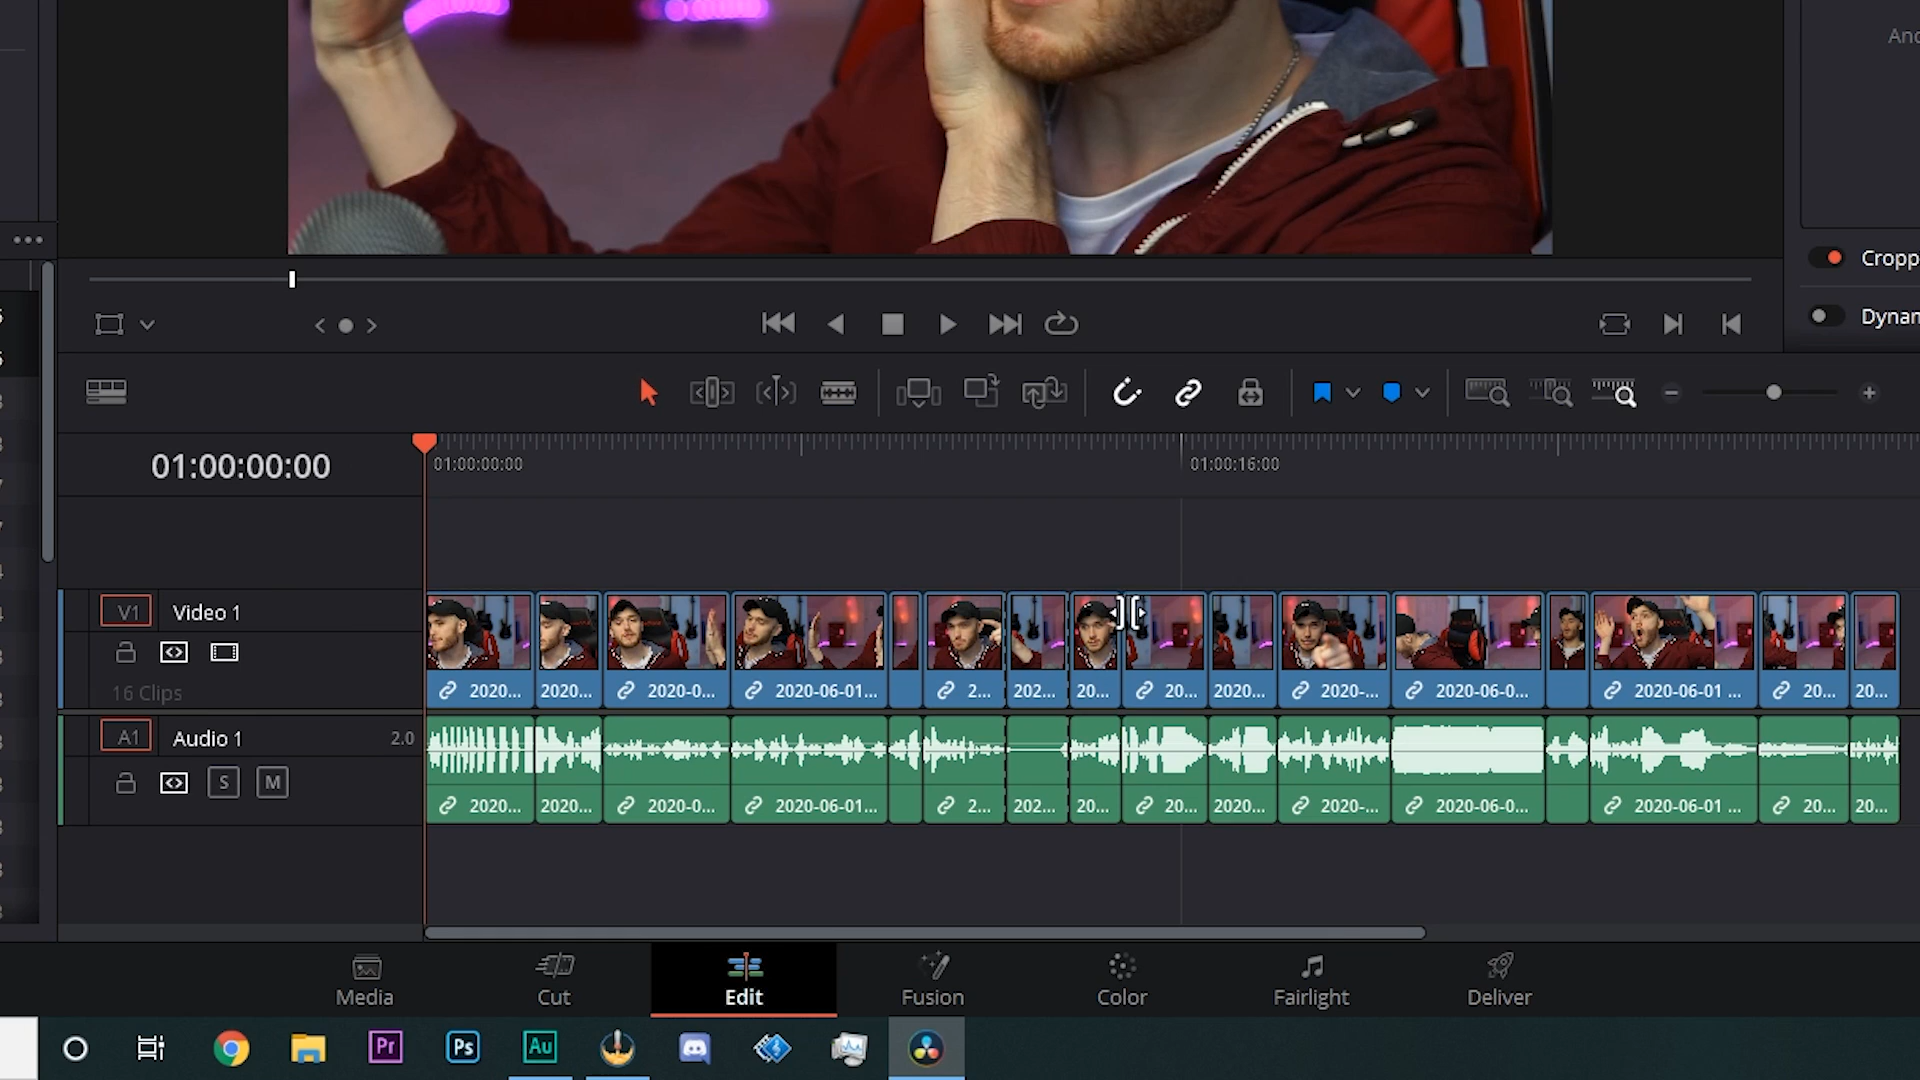 And
Cropp
Dynam
01:00:00:00
01:00:00:00
01:00:16:00
V1 Video 1
16 Clips
2020... 2020... 2020-0... 2020-06-01... 2... 202... 20... 20... 2020... 2020-... 2020-06-0... 2020-06-01 ... 20... 20...
A1 Audio 1 2.0
S M
2020... 2020... 2020-0... 2020-06-01... 2... 202... 20... 20... 2020... 2020-... 2020-06-0... 2020-06-01 ... 20... 20...
Media Cut Edit Fusion Color Fairlight Deliver
Pr Ps Au